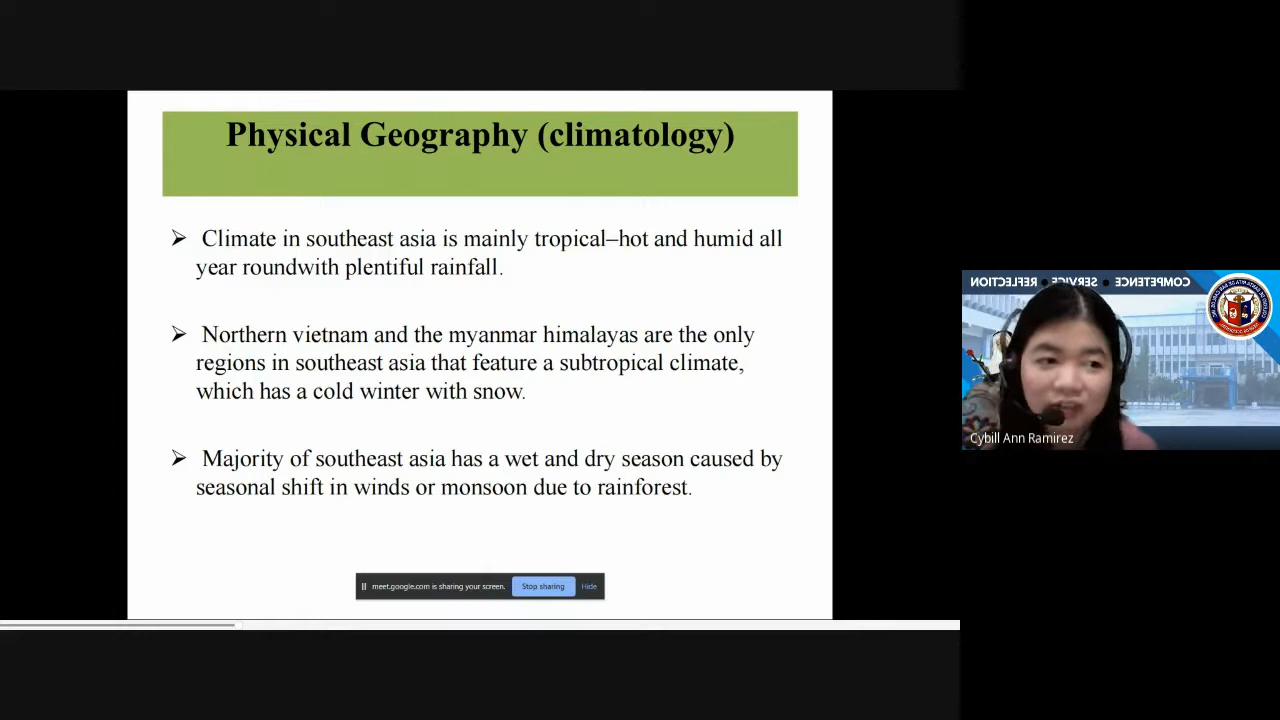 Physical Geography (climatology)
➢ Climate in southeast asia is mainly tropical–hot and humid all
year roundwith plentiful rainfall.
➢ Northern vietnam and the myanmar himalayas are the only
regions in southeast asia that feature a subtropical climate,
which has a cold winter with snow.
➢ Majority of southeast asia has a wet and dry season caused by
seasonal shift in winds or monsoon due to rainforest.
meet.google.com is sharing your screen. Stop sharing Hide
COMPETENCE • SERVICE • REFLECTION
Cybill Ann Ramirez